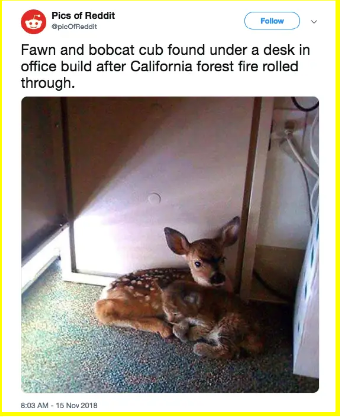 Pics of Reddit
@picOfReddit
Follow
Fawn and bobcat cub found under a desk in
office build after California forest fire rolled
through.
8:03 AM - 15 Nov 2018